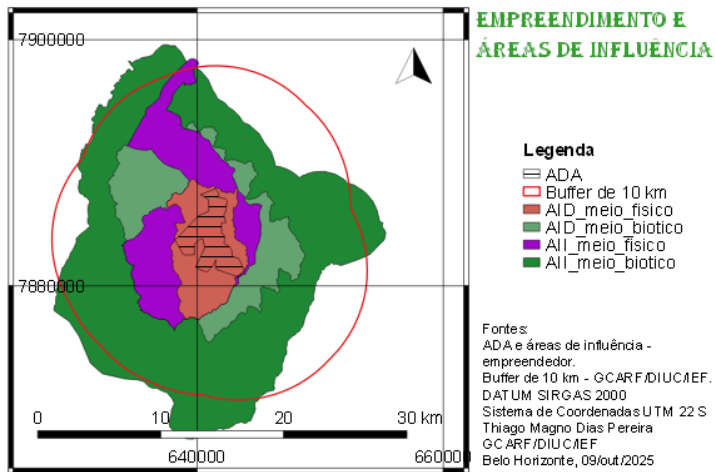 EMPREENDIMENTO E
ÁREAS DE INFLUÊNCIA
7900000
7880000
0 10 20 30 km
640000 660000
Legenda
ADA
Buffer de 10 km
AID_meio_fisico
AID_meio_biotico
AII_meio_fisico
AII_meio_biotico
Fontes:
ADA e áreas de influência -
empreendedor.
Buffer de 10 km - GCARF/DIUC/IEF.
DATUM SIRGAS 2000
Sistema de Coordenadas UTM 22 S
Thiago Magno Dias Pereira
GCARF/DIUC/IEF
Belo Horizonte, 09/out/2025